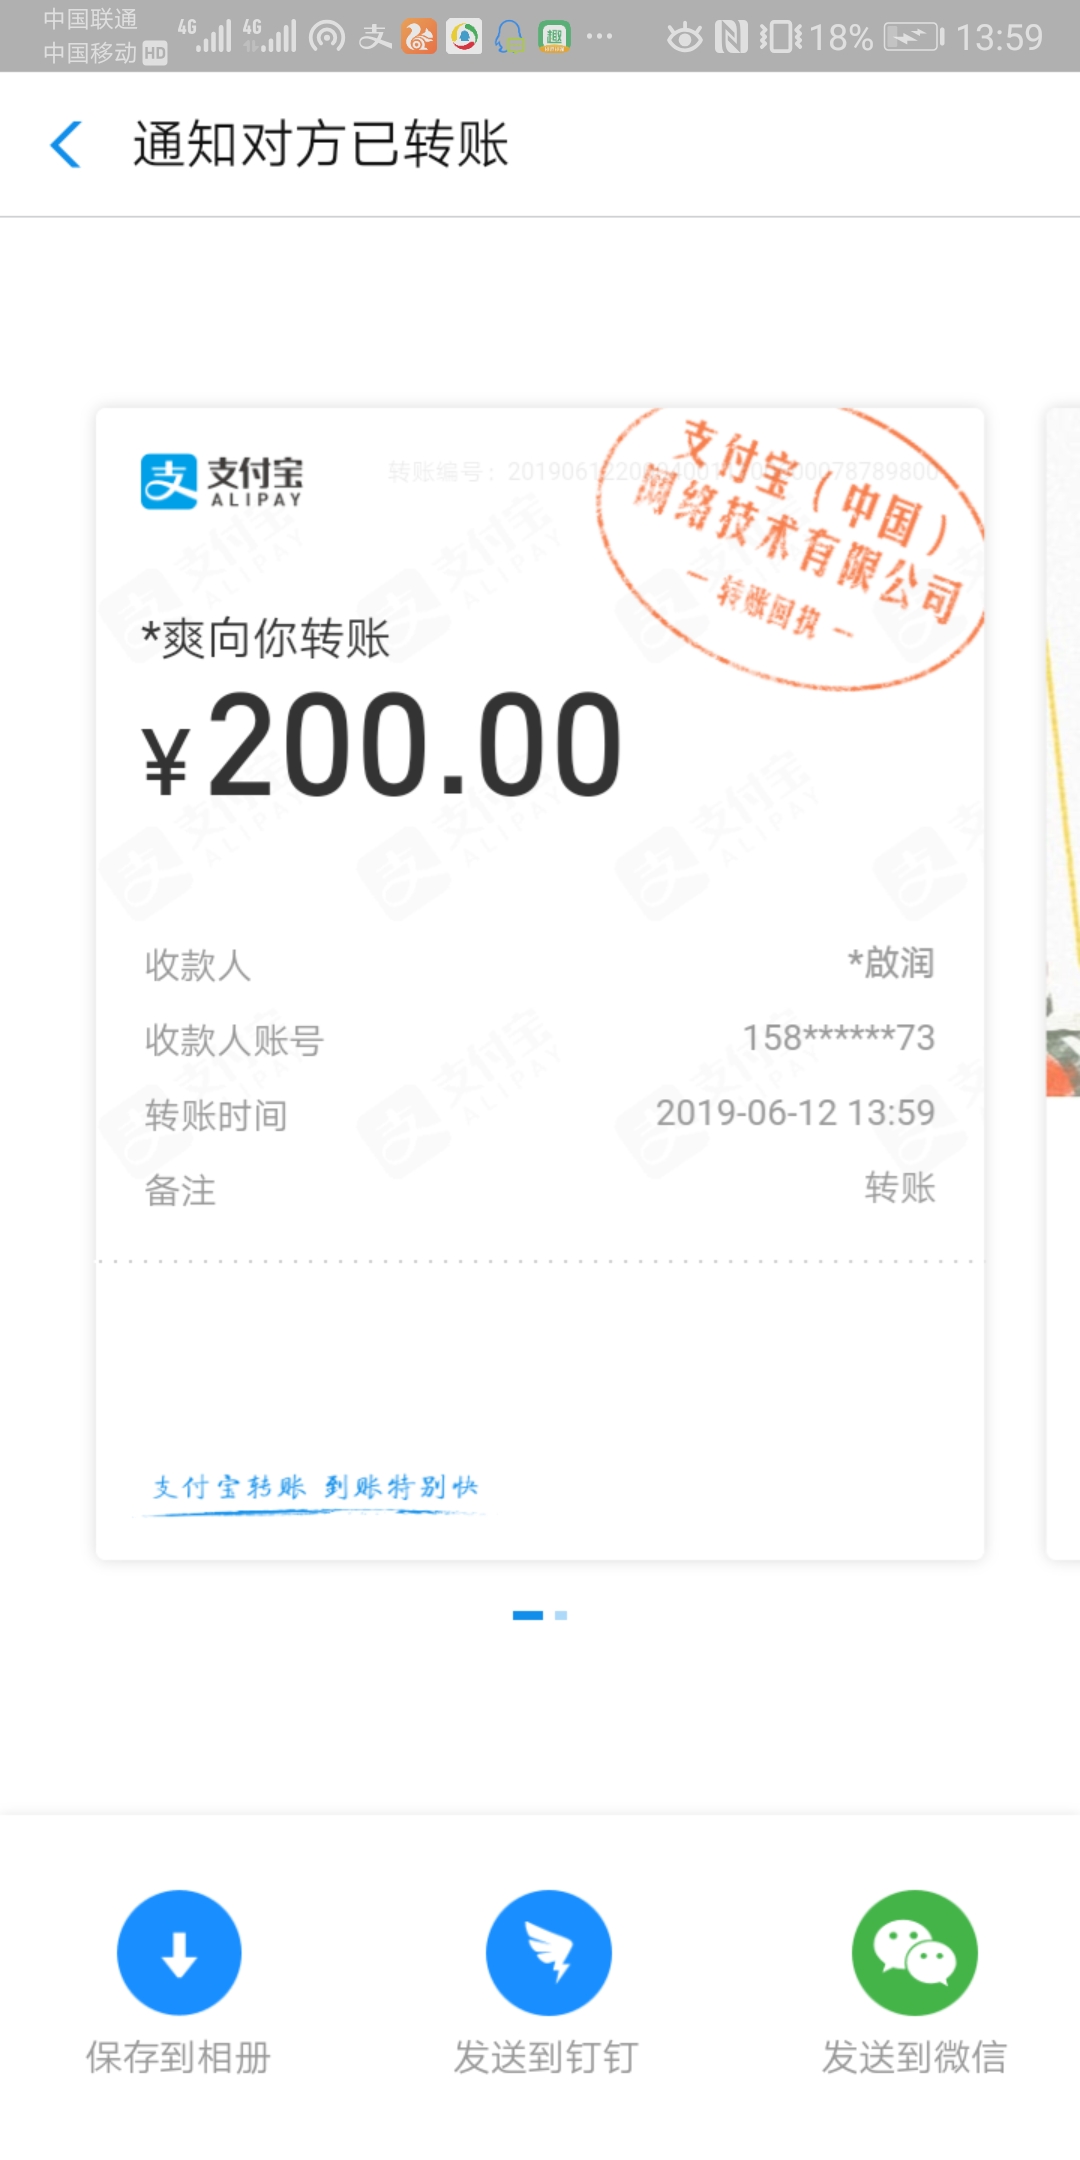 中国联通
中国移动 HD
4G 4G 18% 13:59
通知对方已转账
支付宝
ALIPAY
转账编号：
支付宝（中国）
网络技术有限公司
— 转账回执 —
*爽向你转账
¥200.00
收款人 *啟润
收款人账号 158******73
转账时间 2019-06-12 13:59
备注 转账
支付宝转账 到账特别快
保存到相册 发送到钉钉 发送到微信